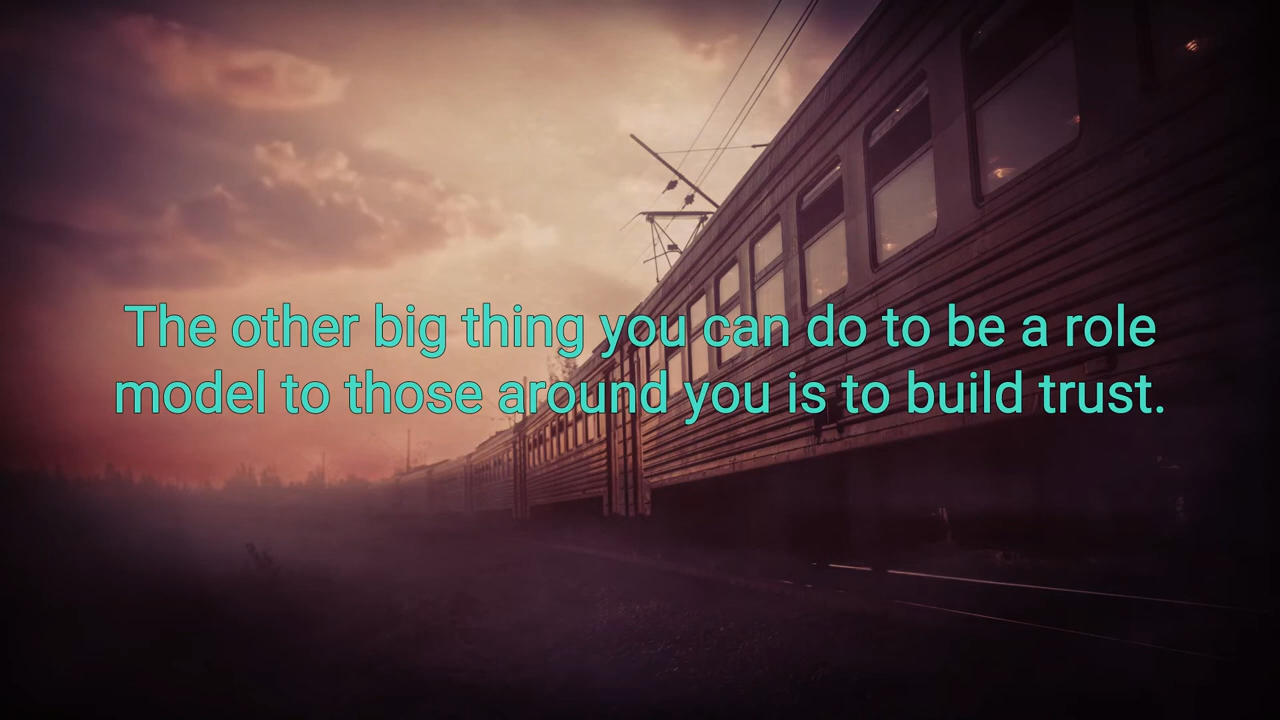 The other big thing you can do to be a role
model to those around you is to build trust.